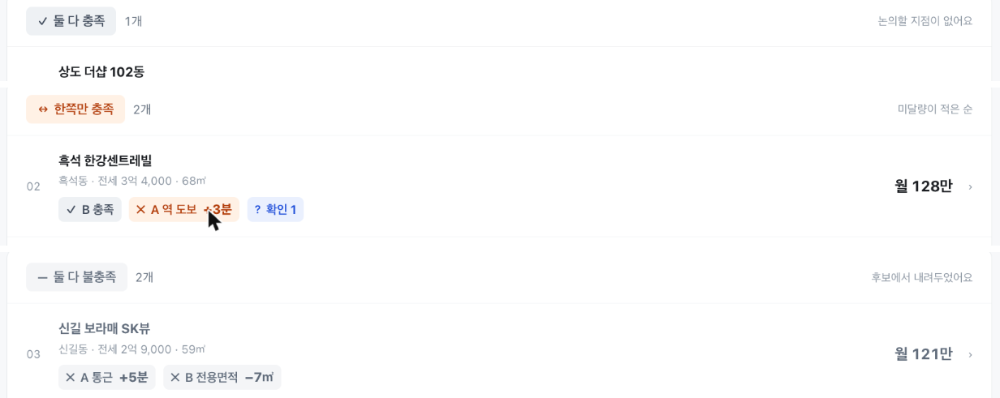 ✓ 둘 다 충족 1개 논의할 지점이 없어요
상도 더샵 102동
↔ 한쪽만 충족 2개 미달량이 적은 순
흑석 한강센트레빌
흑석동 · 전세 3억 4,000 · 68㎡
02 월 128만 ›
✓ B 충족 ✕ A 역 도보 +3분 ? 확인 1
— 둘 다 불충족 2개 후보에서 내려두었어요
신길 보라매 SK뷰
신길동 · 전세 2억 9,000 · 59㎡
03 월 121만 ›
✕ A 통근 +5분 ✕ B 전용면적 −7㎡